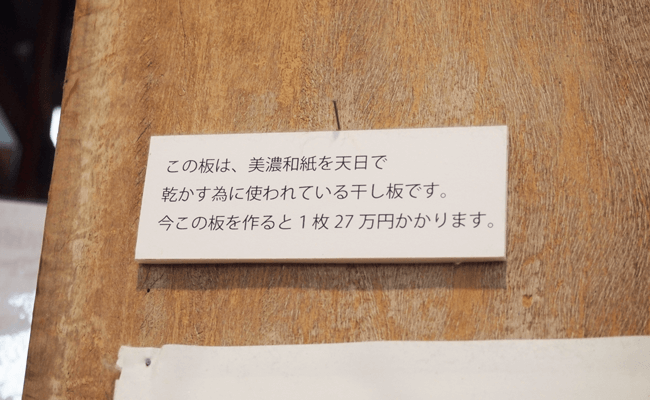 この板は、美濃和紙を天日で
乾かす為に使われている干し板です。
今この板を作ると1枚27万円かかります。